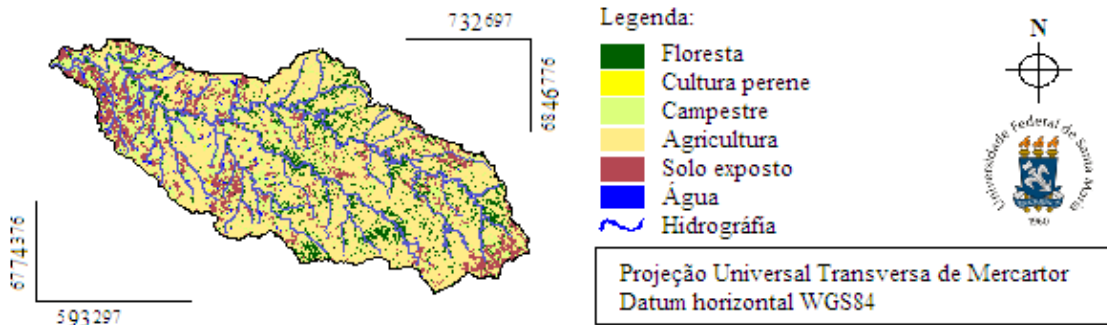 732697
6846776
6774376
593297
Legenda:
Floresta
Cultura perene
Campestre
Agricultura
Solo exposto
Água
Hidrográfia
N
Universidade Federal de Santa Maria
1960
Projeção Universal Transversa de Mercartor
Datum horizontal WGS84